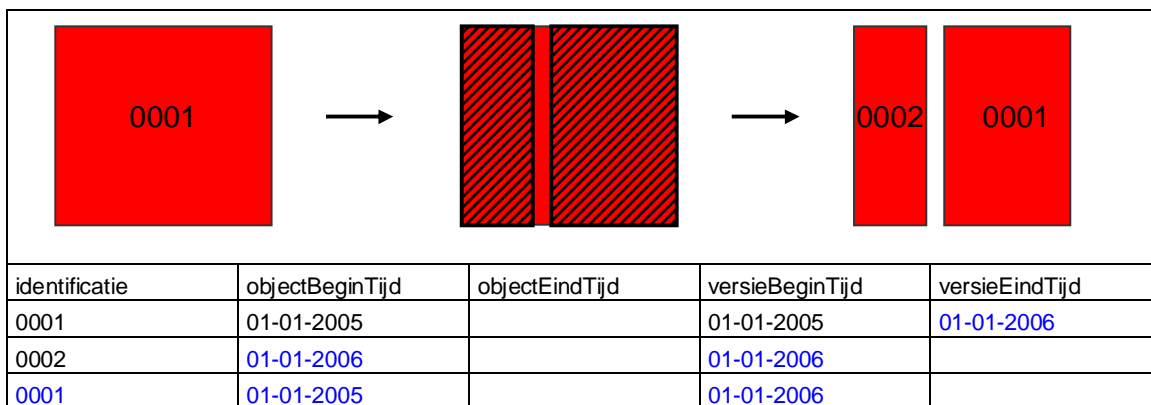 0001
0002 0001
identificatie objectBeginTijd objectEindTijd versieBeginTijd versieEindTijd
0001 01-01-2005 01-01-2005 01-01-2006
0002 01-01-2006 01-01-2006
0001 01-01-2005 01-01-2006